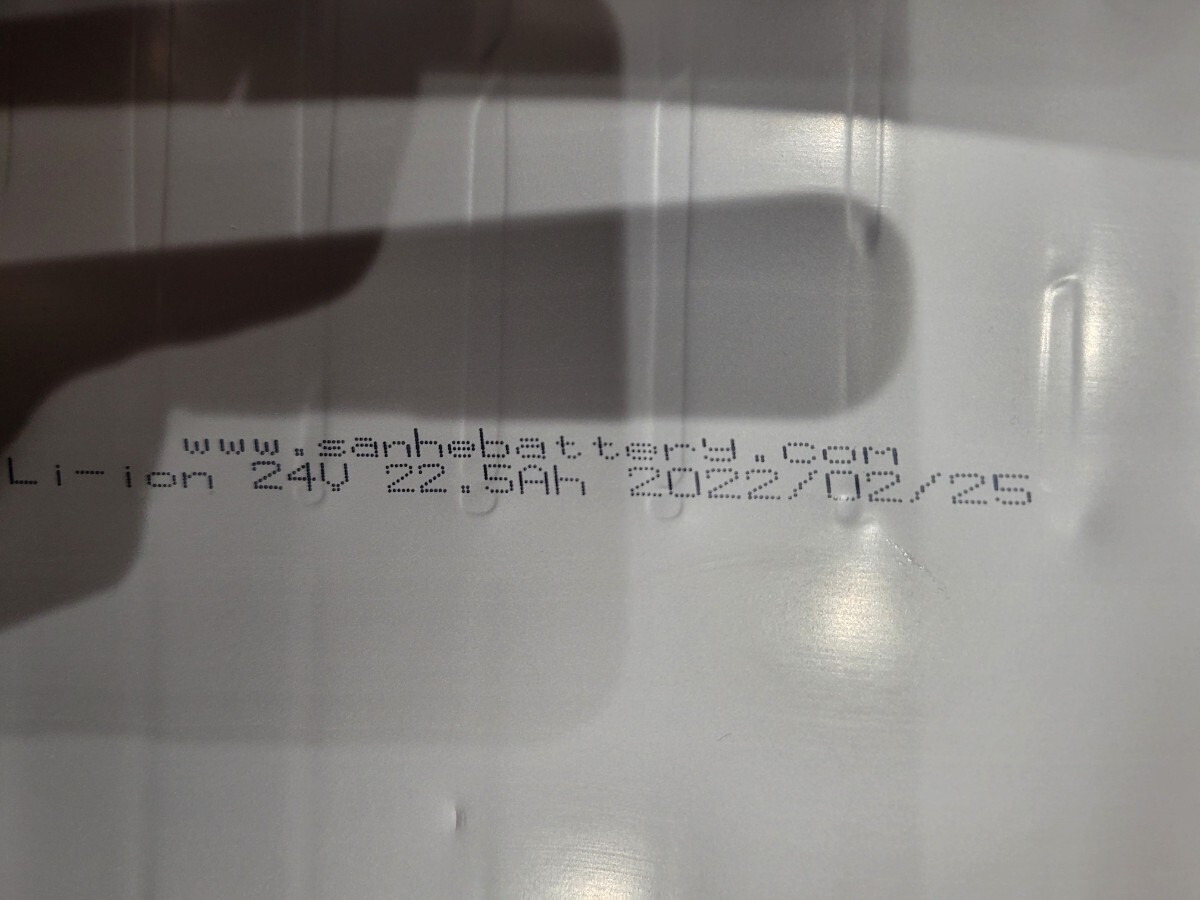 www.sanhebattery.com
Li-ion 24V 22.5Ah 2022/02/25